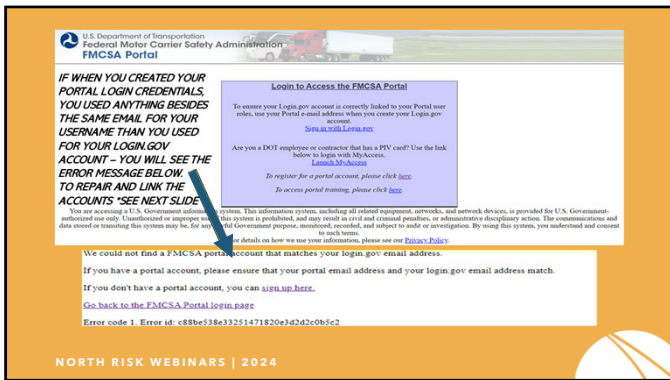 U.S. Department of Transportation
Federal Motor Carrier Safety Administration
FMCSA Portal
IF WHEN YOU CREATED YOUR
PORTAL LOGIN CREDENTIALS,
YOU USED ANYTHING BESIDES
THE SAME EMAIL FOR YOUR
USERNAME THAN YOU USED
FOR YOUR LOGIN.GOV
ACCOUNT – YOU WILL SEE THE
ERROR MESSAGE BELOW.
TO REPAIR AND LINK THE
ACCOUNTS *SEE NEXT SLIDE
Login to Access the FMCSA Portal
To ensure your Login.gov account is correctly linked to your Portal user
roles, use your Portal e-mail address when you create your Login.gov
account.
Sign in with Login.gov
Are you a DOT employee or contractor that has a PIV card? Use the link
below to login with MyAccess.
Launch MyAccess
To register for a portal account, please click here.
To access portal training, please click here.
You are accessing a U.S. Government information system. This information system, including all related equipment, networks, and network devices, is provided for U.S. Government-
authorized use only. Unauthorized or improper use this system is prohibited, and may result in civil and criminal penalties, or administrative disciplinary action. The communications and
data stored or transiting this system may be, for any Government purpose, monitored, recorded, and subject to audit or investigation. By using this system, you understand and consent
to such terms.
details on how we use your information, please see our Privacy Policy.
We could not find a FMCSA portal account that matches your login.gov email address.
If you have a portal account, please ensure that your portal email address and your login.gov email address match.
If you don't have a portal account, you can sign up here.
Go back to the FMCSA Portal login page
Error code 1. Error id: c88be538e33251471820e3d2d2c0b5c2
NORTH RISK WEBINARS | 2024